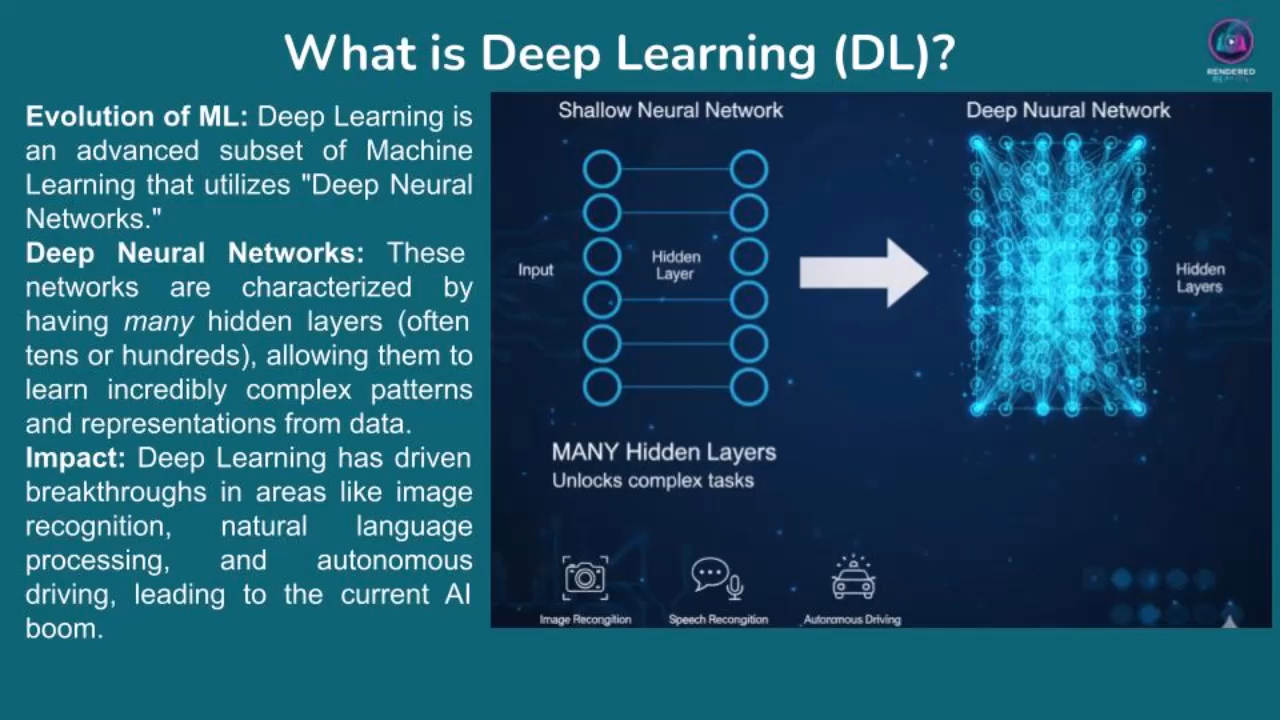 What is Deep Learning (DL)?
RENDERED
Evolution of ML: Deep Learning is
an advanced subset of Machine
Learning that utilizes "Deep Neural
Networks."
Deep Neural Networks: These
networks are characterized by
having many hidden layers (often
tens or hundreds), allowing them to
learn incredibly complex patterns
and representations from data.
Impact: Deep Learning has driven
breakthroughs in areas like image
recognition, natural language
processing, and autonomous
driving, leading to the current AI
boom.
Shallow Neural Network
Deep Nuural Network
Input
Hidden
Layer
Hidden
Layers
MANY Hidden Layers
Unlocks complex tasks
Image Recongition
Speech Recongition
Autoromous Driving